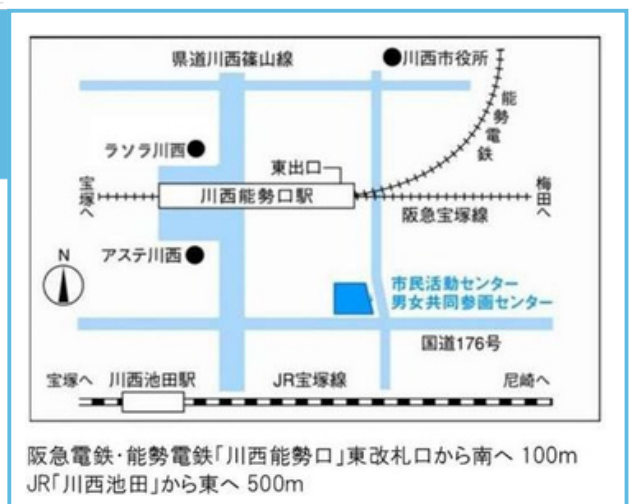 県道川西篠山線
川西市役所
能勢電鉄
ラソラ川西
東出口
宝塚へ
川西能勢口駅
梅田へ
阪急宝塚線
アステ川西
N
市民活動センター
男女共同参画センター
国道176号
宝塚へ
川西池田駅
JR宝塚線
尼崎へ
阪急電鉄・能勢電鉄「川西能勢口」東改札口から南へ 100m
JR「川西池田」から東へ 500m